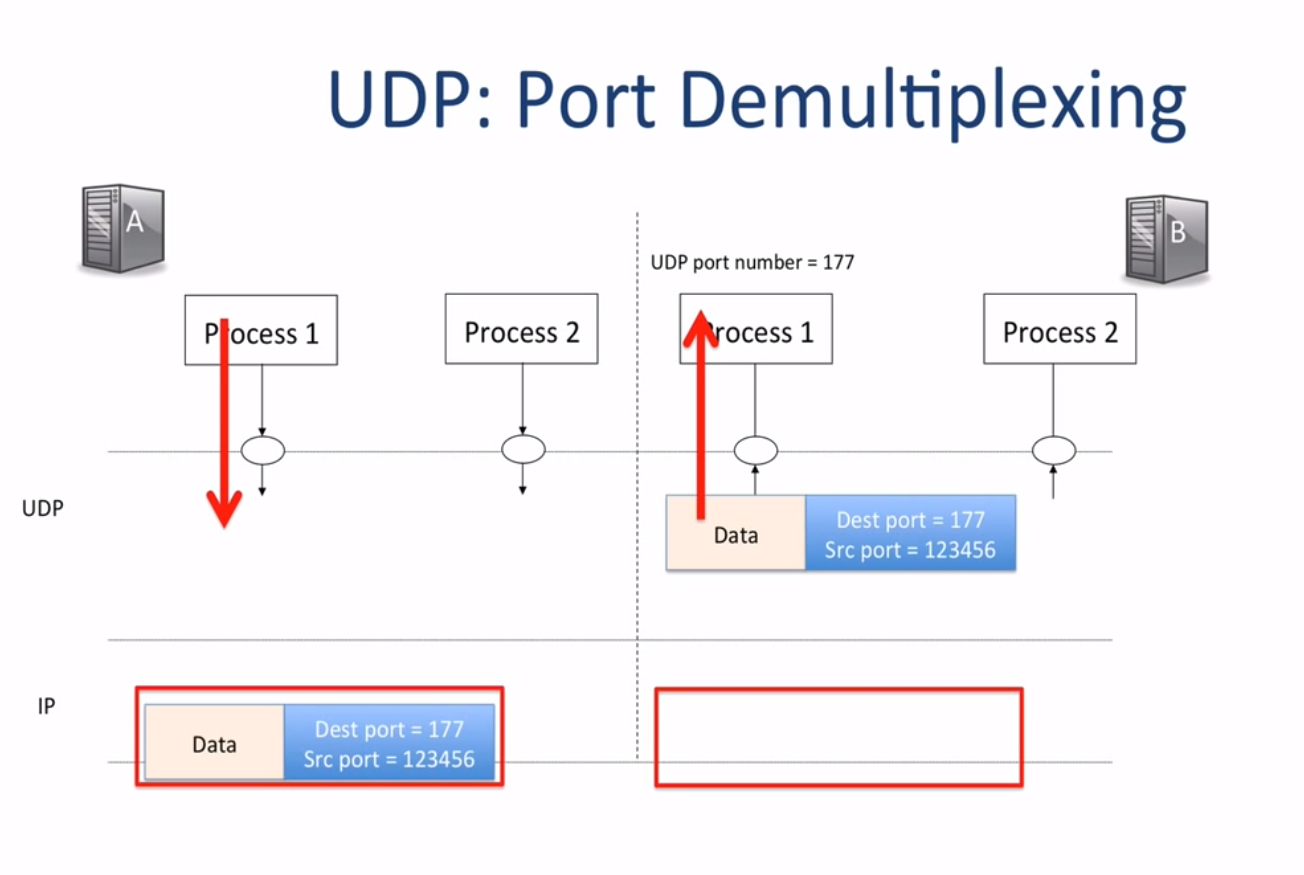 UDP: Port Demultiplexing
A
B
UDP port number = 177
Process 1
Process 2
Process 1
Process 2
UDP
Data
Dest port = 177
Src port = 123456
IP
Data
Dest port = 177
Src port = 123456